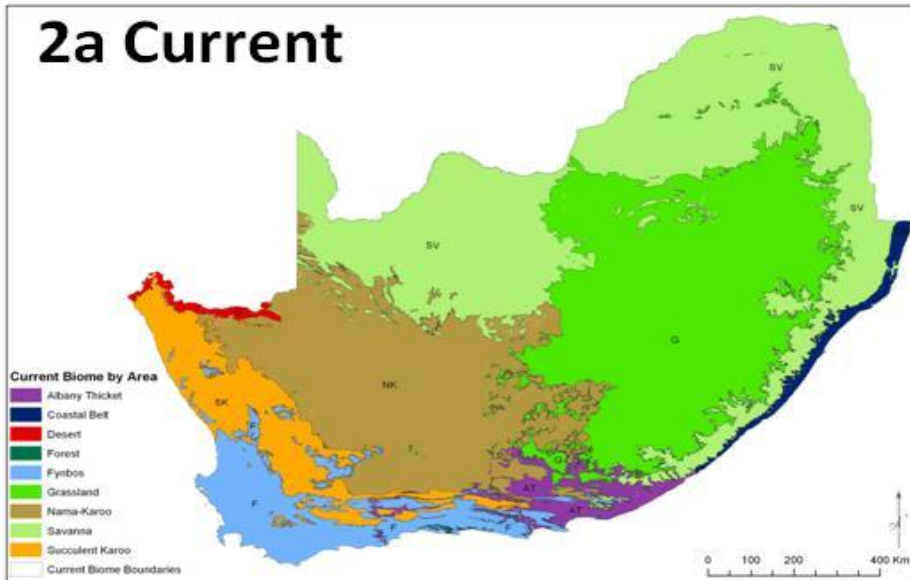 2a Current
SV
SV
SV
G
NK
SK
F
G
AT
AT
F
F
F
Current Biome by Area
Albany Thicket
Coastal Belt
Desert
Forest
Fynbos
Grassland
Nama-Karoo
Savanna
Succulent Karoo
Current Biome Boundaries
0 100 200 400 Km